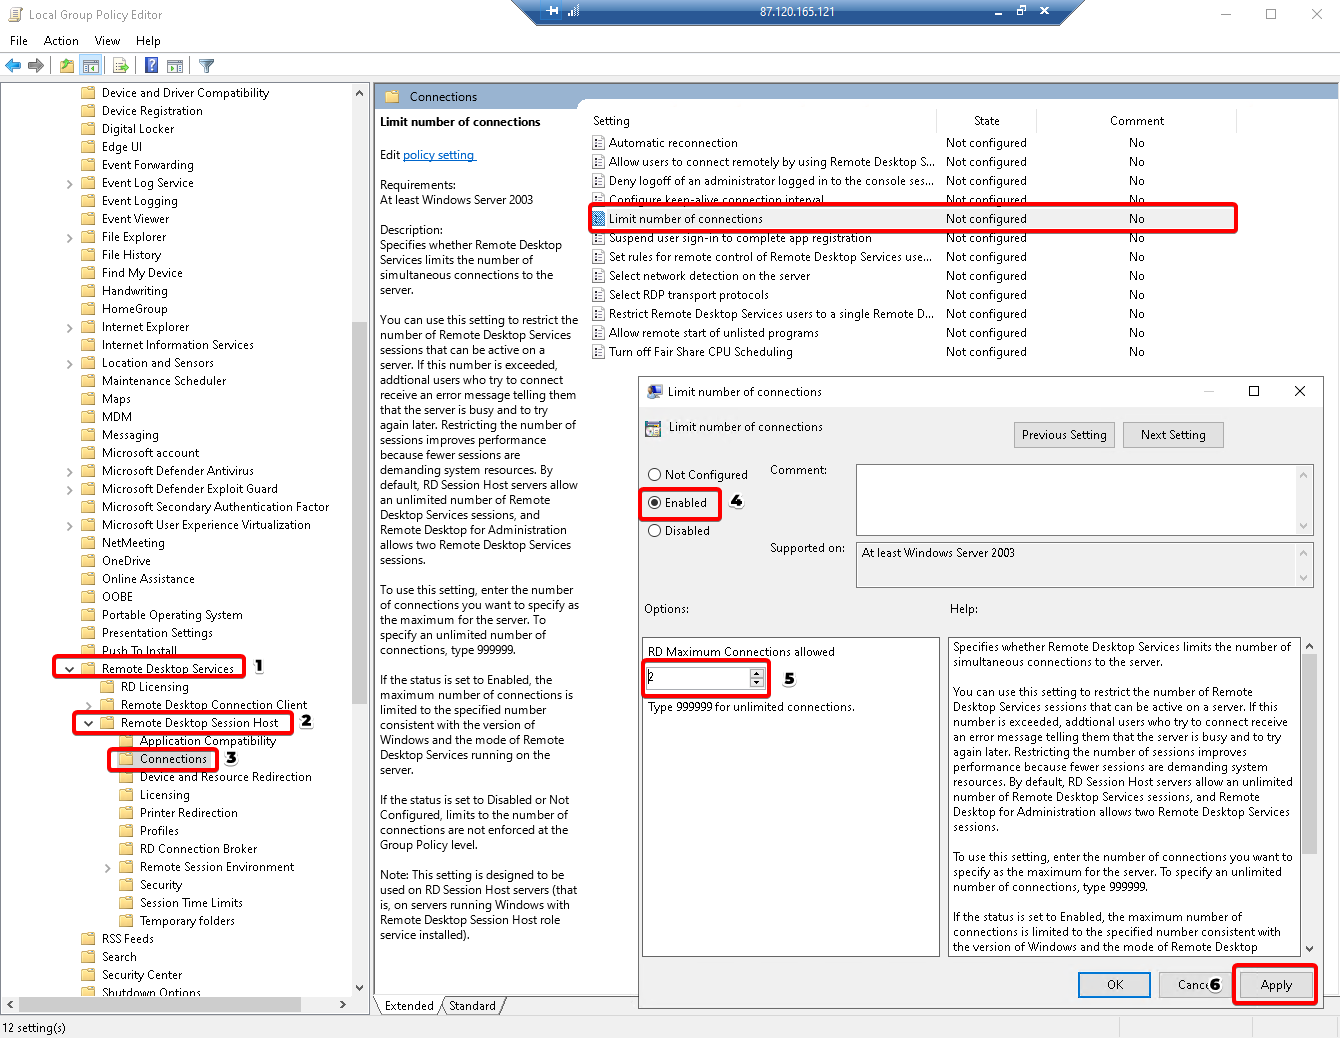 Local Group Policy Editor
87.120.165.121
File Action View Help
Device and Driver Compatibility
Device Registration
Digital Locker
Edge UI
Event Forwarding
Event Log Service
Event Logging
Event Viewer
File Explorer
File History
Find My Device
Handwriting
HomeGroup
Internet Explorer
Internet Information Services
Location and Sensors
Maintenance Scheduler
Maps
MDM
Messaging
Microsoft account
Microsoft Defender Antivirus
Microsoft Defender Exploit Guard
Microsoft Secondary Authentication Factor
Microsoft User Experience Virtualization
NetMeeting
OneDrive
Online Assistance
OOBE
Portable Operating System
Presentation Settings
Push To Install
Remote Desktop Services 1
RD Licensing
Remote Desktop Connection Client
Remote Desktop Session Host 2
Application Compatibility
Connections 3
Device and Resource Redirection
Licensing
Printer Redirection
Profiles
RD Connection Broker
Remote Session Environment
Security
Session Time Limits
Temporary folders
RSS Feeds
Search
Security Center
Shutdown Options
Connections
Limit number of connections
Edit policy setting
Requirements:
At least Windows Server 2003
Description:
Specifies whether Remote Desktop
Services limits the number of
simultaneous connections to the
server.
You can use this setting to restrict the
number of Remote Desktop Services
sessions that can be active on a
server. If this number is exceeded,
addtional users who try to connect
receive an error message telling them
that the server is busy and to try
again later. Restricting the number of
sessions improves performance
because fewer sessions are
demanding system resources. By
default, RD Session Host servers allow
an unlimited number of Remote
Desktop Services sessions, and
Remote Desktop for Administration
allows two Remote Desktop Services
sessions.
To use this setting, enter the number
of connections you want to specify as
the maximum for the server. To
specify an unlimited number of
connections, type 999999.
If the status is set to Enabled, the
maximum number of connections is
limited to the specified number
consistent with the version of
Windows and the mode of Remote
Desktop Services running on the
server.
If the status is set to Disabled or Not
Configured, limits to the number of
connections are not enforced at the
Group Policy level.
Note: This setting is designed to be
used on RD Session Host servers (that
is, on servers running Windows with
Remote Desktop Session Host role
service installed).
Setting State Comment
Automatic reconnection Not configured No
Allow users to connect remotely by using Remote Desktop S... Not configured No
Deny logoff of an administrator logged in to the console ses... Not configured No
Configure keep-alive connection interval Not configured No
Limit number of connections Not configured No
Suspend user sign-in to complete app registration Not configured No
Set rules for remote control of Remote Desktop Services use... Not configured No
Select network detection on the server Not configured No
Select RDP transport protocols Not configured No
Restrict Remote Desktop Services users to a single Remote D... Not configured No
Allow remote start of unlisted programs Not configured No
Turn off Fair Share CPU Scheduling Not configured No
Limit number of connections
Limit number of connections
Previous Setting Next Setting
Not Configured
Enabled 4
Disabled
Comment:
Supported on: At least Windows Server 2003
Options:
RD Maximum Connections allowed
2 5
Type 999999 for unlimited connections.
Help:
Specifies whether Remote Desktop Services limits the number of
simultaneous connections to the server.
You can use this setting to restrict the number of Remote
Desktop Services sessions that can be active on a server. If this
number is exceeded, addtional users who try to connect receive
an error message telling them that the server is busy and to try
again later. Restricting the number of sessions improves
performance because fewer sessions are demanding system
resources. By default, RD Session Host servers allow an unlimited
number of Remote Desktop Services sessions, and Remote
Desktop for Administration allows two Remote Desktop Services
sessions.
To use this setting, enter the number of connections you want to
specify as the maximum for the server. To specify an unlimited
number of connections, type 999999.
If the status is set to Enabled, the maximum number of
connections is limited to the specified number consistent with
the version of Windows and the mode of Remote Desktop
OK Cance 6 Apply
Extended Standard
12 setting(s)